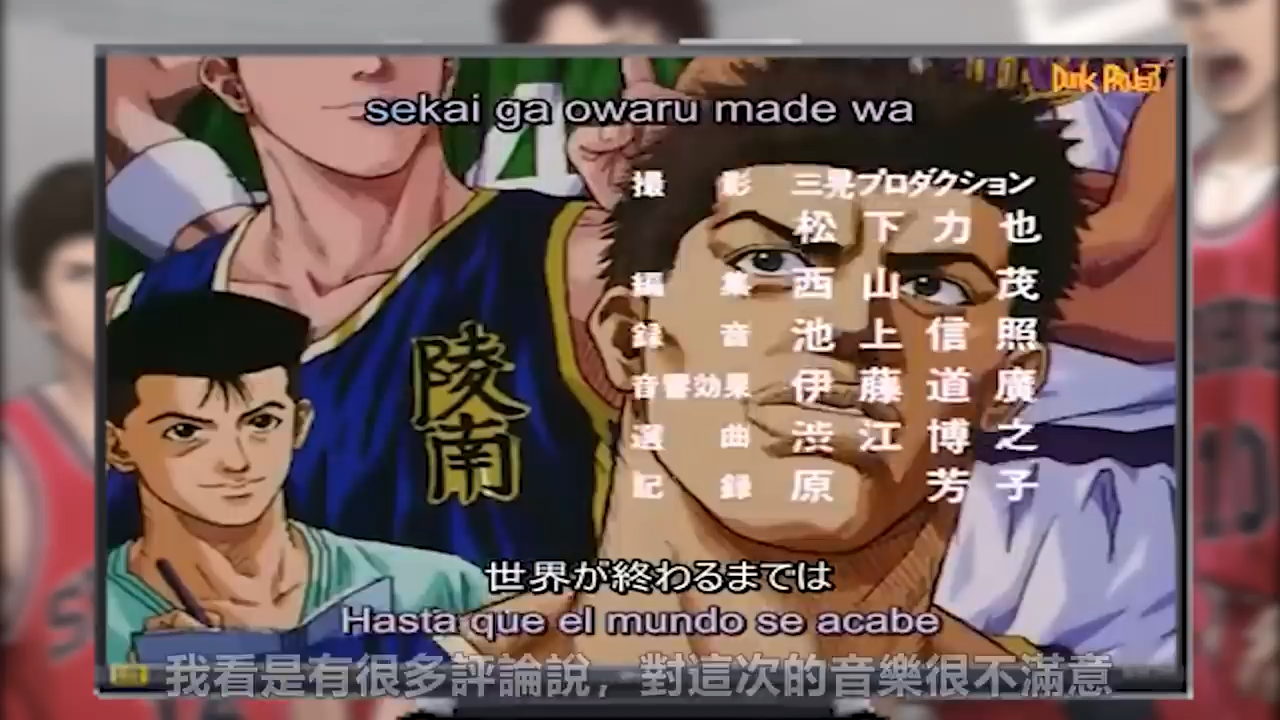 Dunk Project
sekai ga owaru made wa
撮影 三晃プロダクション
松下力也
編集 西山茂
録音 池上信照
音響効果 伊藤道廣
選曲 渋江博之
記録 原芳子
陵南
世界が終わるまでは
Hasta que el mundo se acabe
我看是有很多評論說，對這次的音樂很不滿意